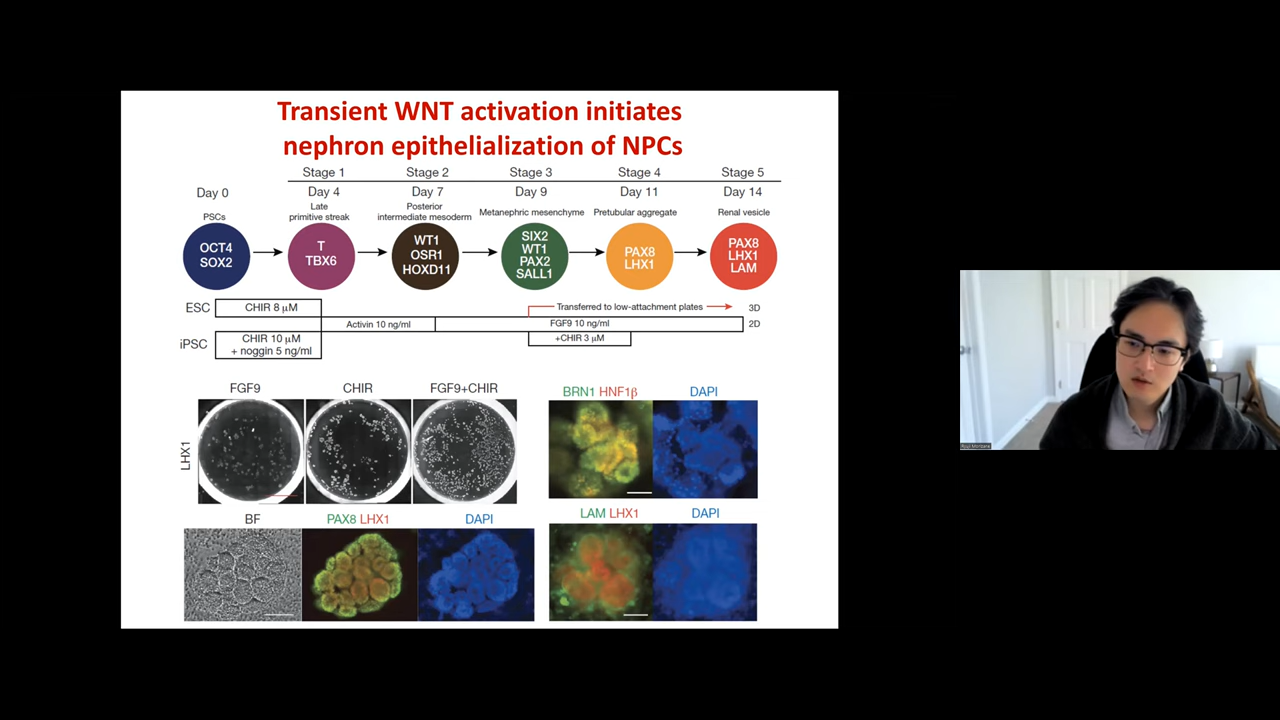 Transient WNT activation initiates
nephron epithelialization of NPCs
Stage 1 Stage 2 Stage 3 Stage 4 Stage 5
Day 0 Day 4 Day 7 Day 9 Day 11 Day 14
PSCs
Late
primitive streak
Posterior
intermediate mesoderm
Metanephric mesenchyme
Pretubular aggregate
Renal vesicle
OCT4
SOX2
T
TBX6
WT1
OSR1
HOXD11
SIX2
WT1
PAX2
SALL1
PAX8
LHX1
PAX8
LHX1
LAM
ESC CHIR 8 µM Transferred to low-attachment plates 3D
Activin 10 ng/ml FGF9 10 ng/ml 2D
iPSC CHIR 10 µM
+ noggin 5 ng/ml
+CHIR 3 µM
FGF9 CHIR FGF9+CHIR
LHX1
BRN1 HNF1β DAPI
BF PAX8 LHX1 DAPI
LAM LHX1 DAPI